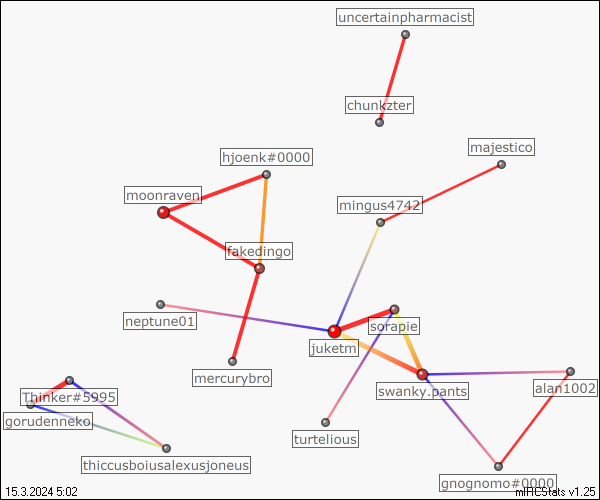 uncertainpharmacist
chunkzter
majestico
hjoenk#0000
moonraven
mingus4742
fakedingo
neptune01
sorapie
juketm
mercurybro
swanky.pants
alan1002
Thinker#5995
gorudenneko
turtelious
thiccusboiusalexusjoneus
gnognomo#0000
15.3.2024 5:02
mIRCStats v1.25